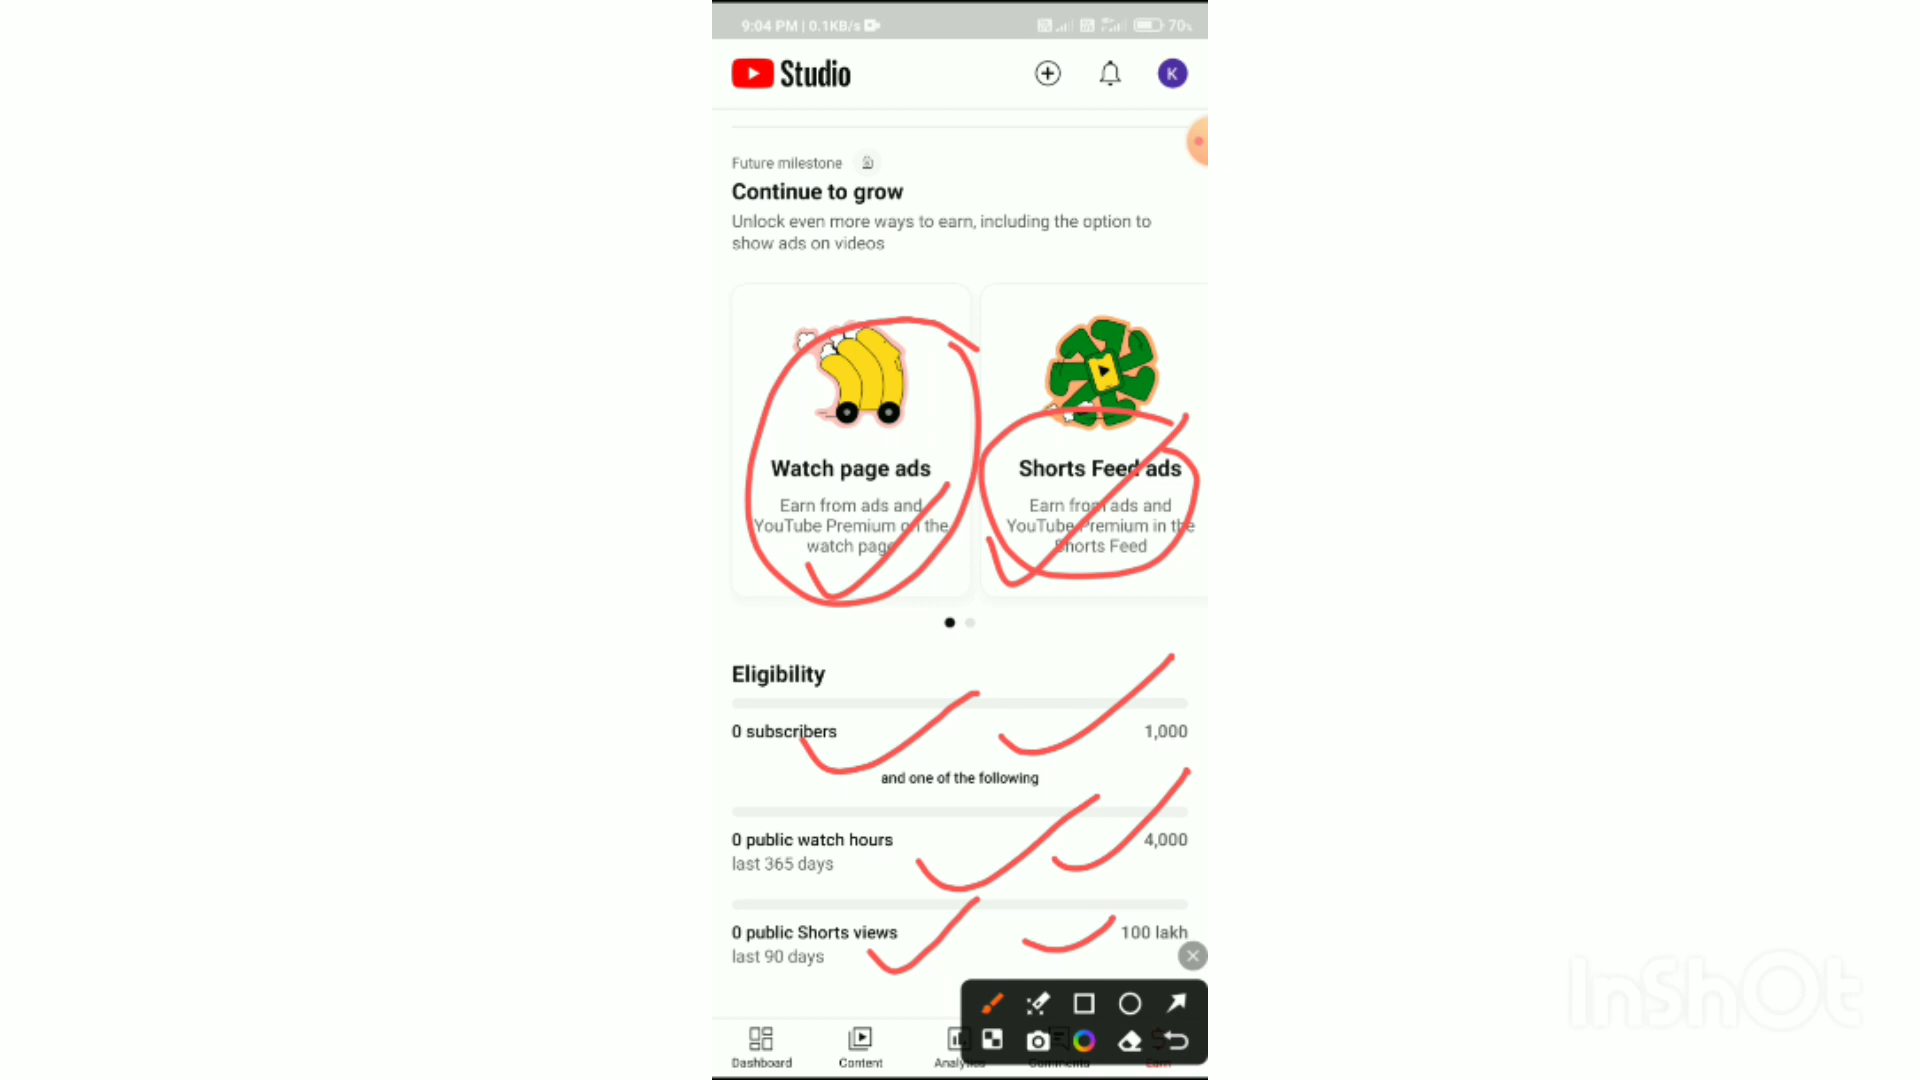 9:04 PM | 0.1KB/s
70%
Studio
K
Future milestone
Continue to grow
Unlock even more ways to earn, including the option to
show ads on videos
Watch page ads
Earn from ads and
YouTube Premium on the
watch page
Shorts Feed ads
Earn from ads and
YouTube Premium in the
Shorts Feed
Eligibility
0 subscribers
1,000
and one of the following
0 public watch hours
4,000
last 365 days
0 public Shorts views
100 lakh
last 90 days
Dashboard
Content
Analytics
Comments
Earn
InShOt